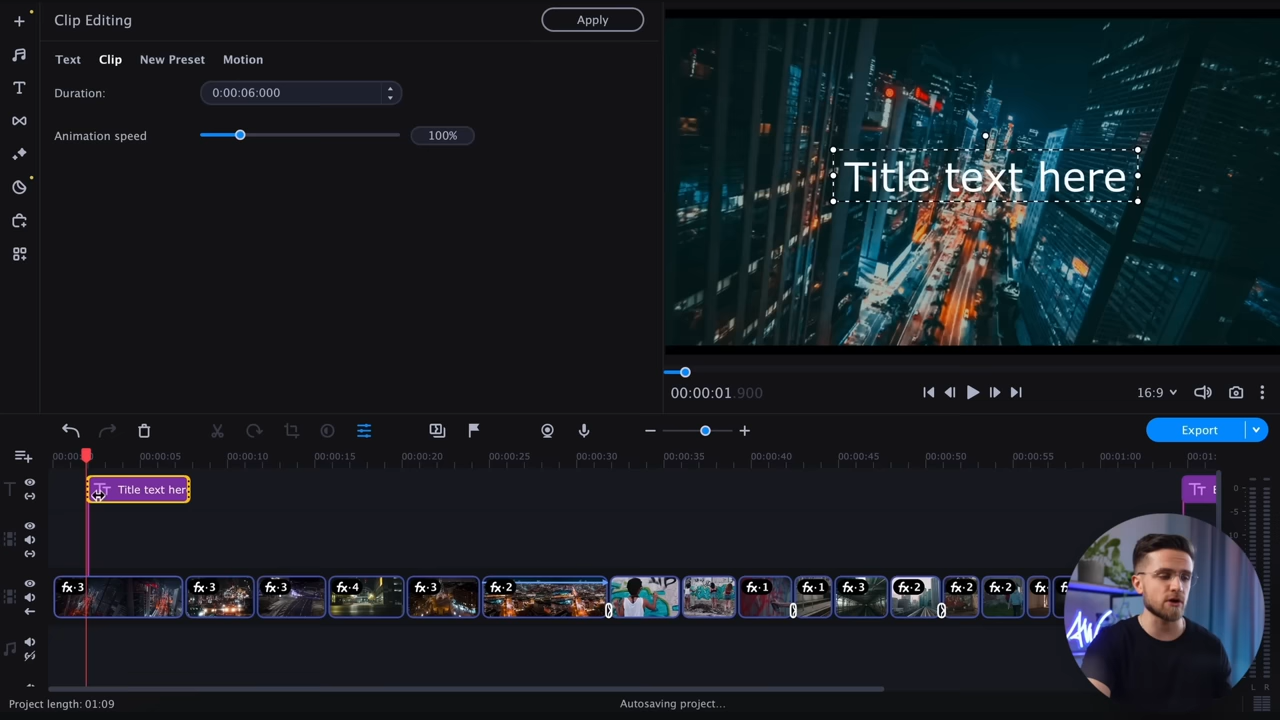 Clip Editing
Apply
Text Clip New Preset Motion
Duration: 0:00:06:000
Animation speed 100%
Title text here
00:00:01.900
16:9
Export
00:00:05 00:00:10 00:00:15 00:00:20 00:00:25 00:00:30 00:00:35 00:00:40 00:00:45 00:00:50 00:00:55 00:01:00
Title text her
0
-5
fx·3 fx·3 fx·3 fx·4 fx·3 fx·2 fx·1 fx·1 fx·3 fx·2 fx·2 fx·2
L R
Project length: 01:09
Autosaving project...